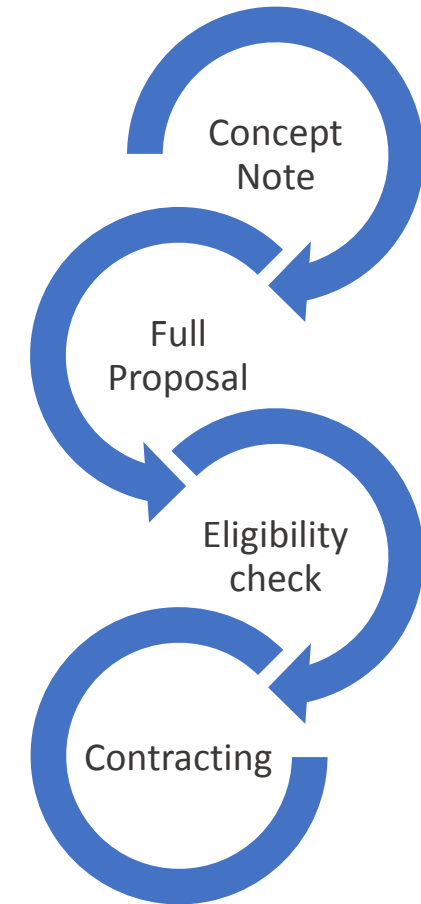 Concept
Note
Full
Proposal
Eligibility
check
Contracting